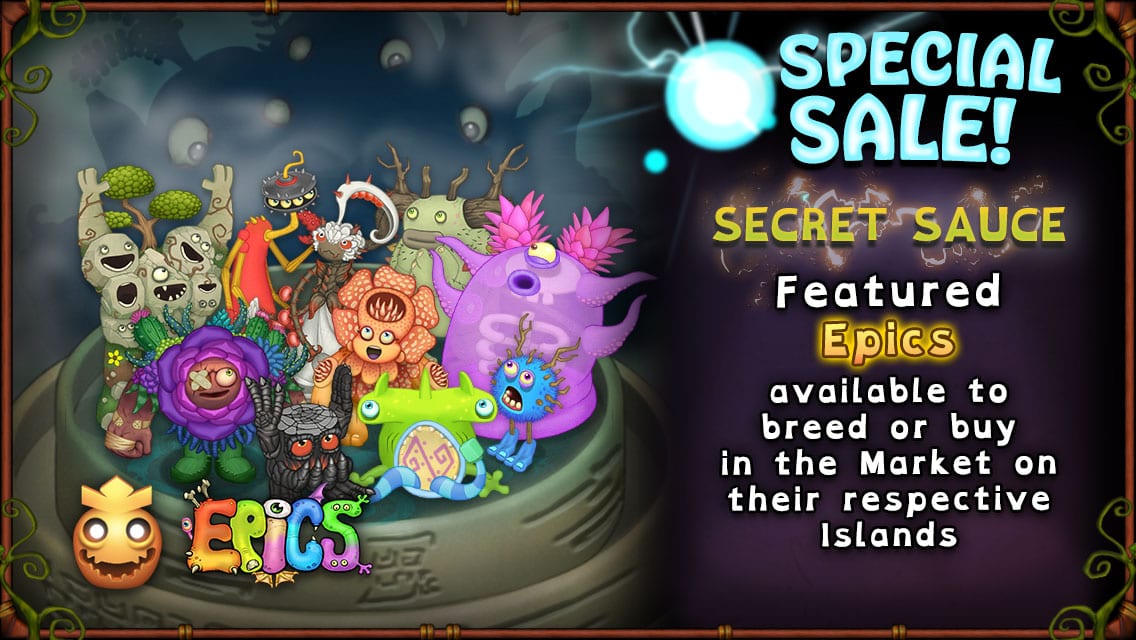 SPECIAL
SALE!
SECRET SAUCE
Featured
Epics
available to
breed or buy
in the Market on
their respective
Islands
EPICS